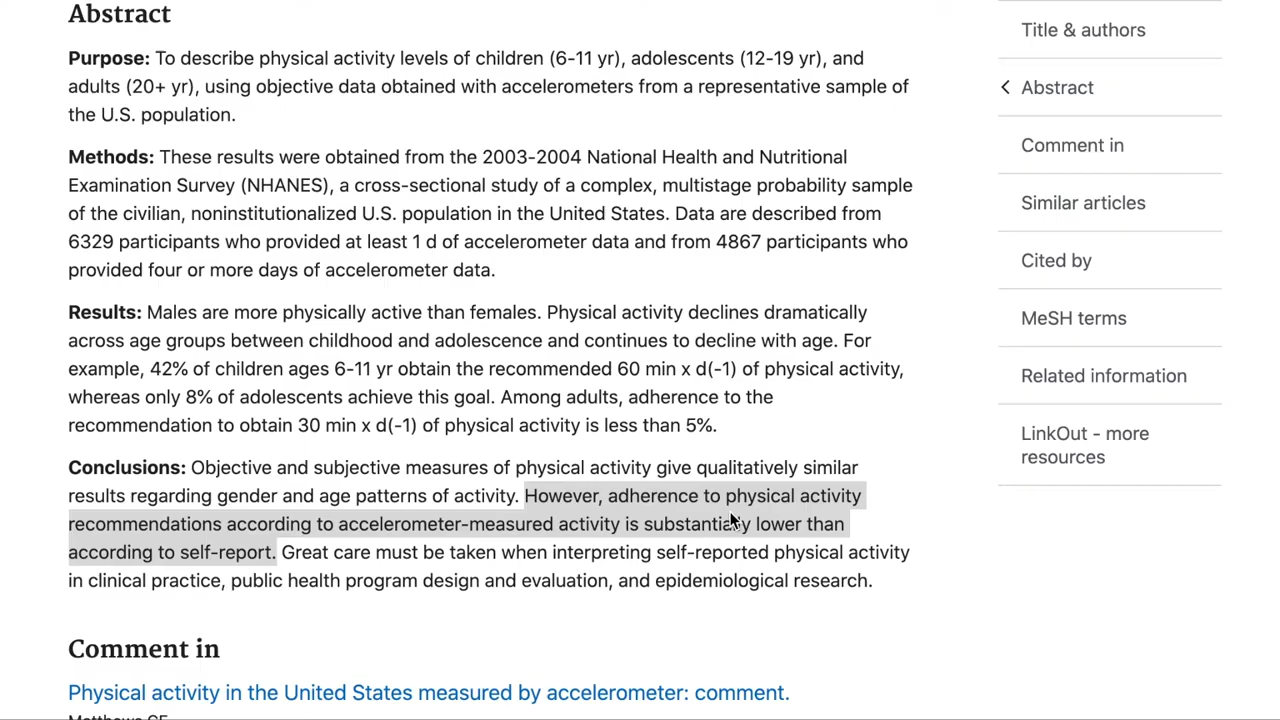 Abstract
Purpose: To describe physical activity levels of children (6-11 yr), adolescents (12-19 yr), and
adults (20+ yr), using objective data obtained with accelerometers from a representative sample of
the U.S. population.
Methods: These results were obtained from the 2003-2004 National Health and Nutritional
Examination Survey (NHANES), a cross-sectional study of a complex, multistage probability sample
of the civilian, noninstitutionalized U.S. population in the United States. Data are described from
6329 participants who provided at least 1 d of accelerometer data and from 4867 participants who
provided four or more days of accelerometer data.
Results: Males are more physically active than females. Physical activity declines dramatically
across age groups between childhood and adolescence and continues to decline with age. For
example, 42% of children ages 6-11 yr obtain the recommended 60 min x d(-1) of physical activity,
whereas only 8% of adolescents achieve this goal. Among adults, adherence to the
recommendation to obtain 30 min x d(-1) of physical activity is less than 5%.
Conclusions: Objective and subjective measures of physical activity give qualitatively similar
results regarding gender and age patterns of activity. However, adherence to physical activity
recommendations according to accelerometer-measured activity is substantially lower than
according to self-report. Great care must be taken when interpreting self-reported physical activity
in clinical practice, public health program design and evaluation, and epidemiological research.
Comment in
Physical activity in the United States measured by accelerometer: comment.
Matthews CE.
Title & authors
Abstract
Comment in
Similar articles
Cited by
MeSH terms
Related information
LinkOut - more
resources